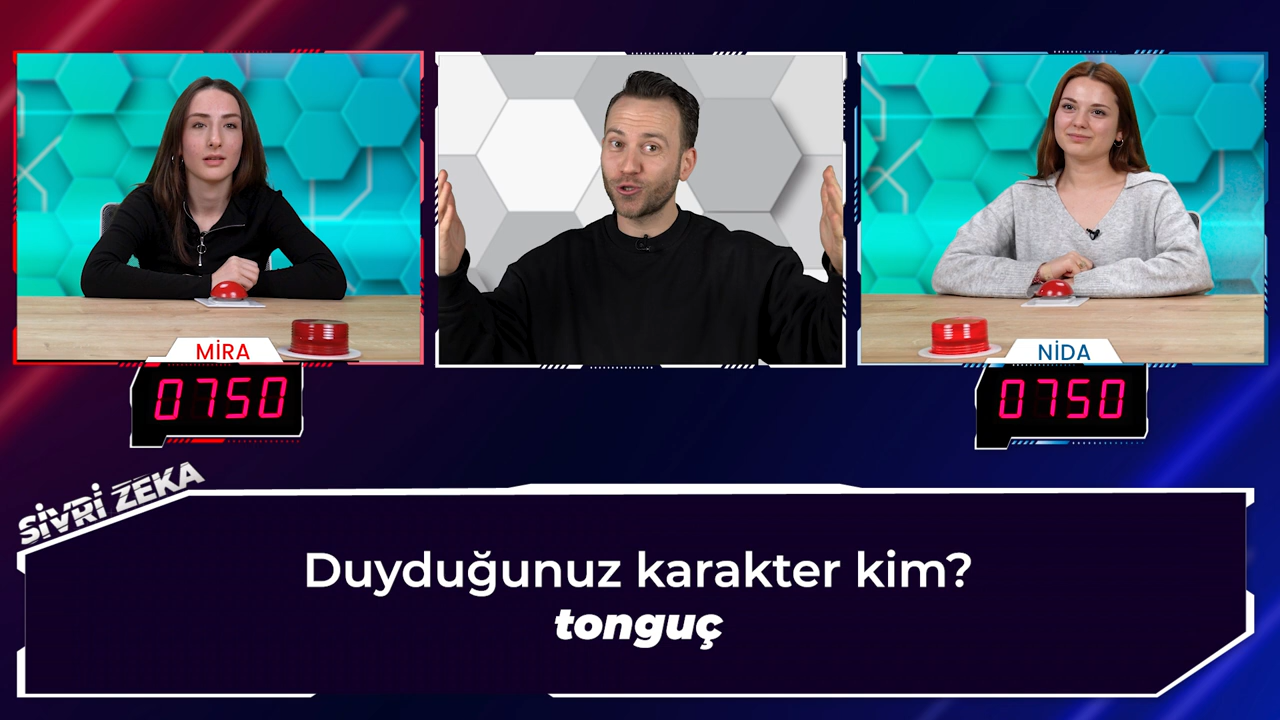 MİRA
NİDA
0750
0750
SİVRİ ZEKA
Duyduğunuz karakter kim?
tonguç